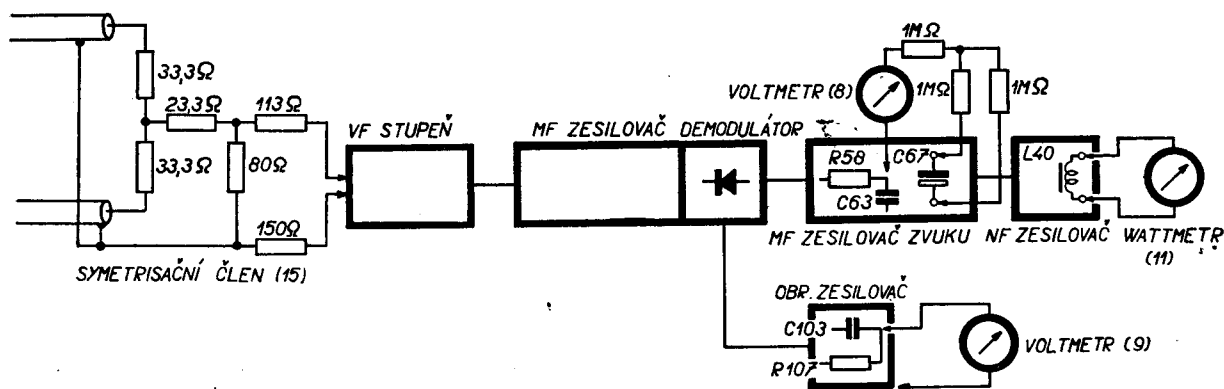 33,3Ω
23,3Ω
113Ω
33,3Ω
80Ω
150Ω
SYMETRISAČNÍ ČLEN (15)
VF STUPEŇ
MF ZESILOVAČ
DEMODULÁTOR
VOLTMETR (8)
1MΩ
1MΩ
1MΩ
R58
C67
C63
MF ZESILOVAČ ZVUKU
L40
NF ZESILOVAČ
WATTMETR
(11)
OBR. ZESILOVAČ
C103
R107
VOLTMETR (9)